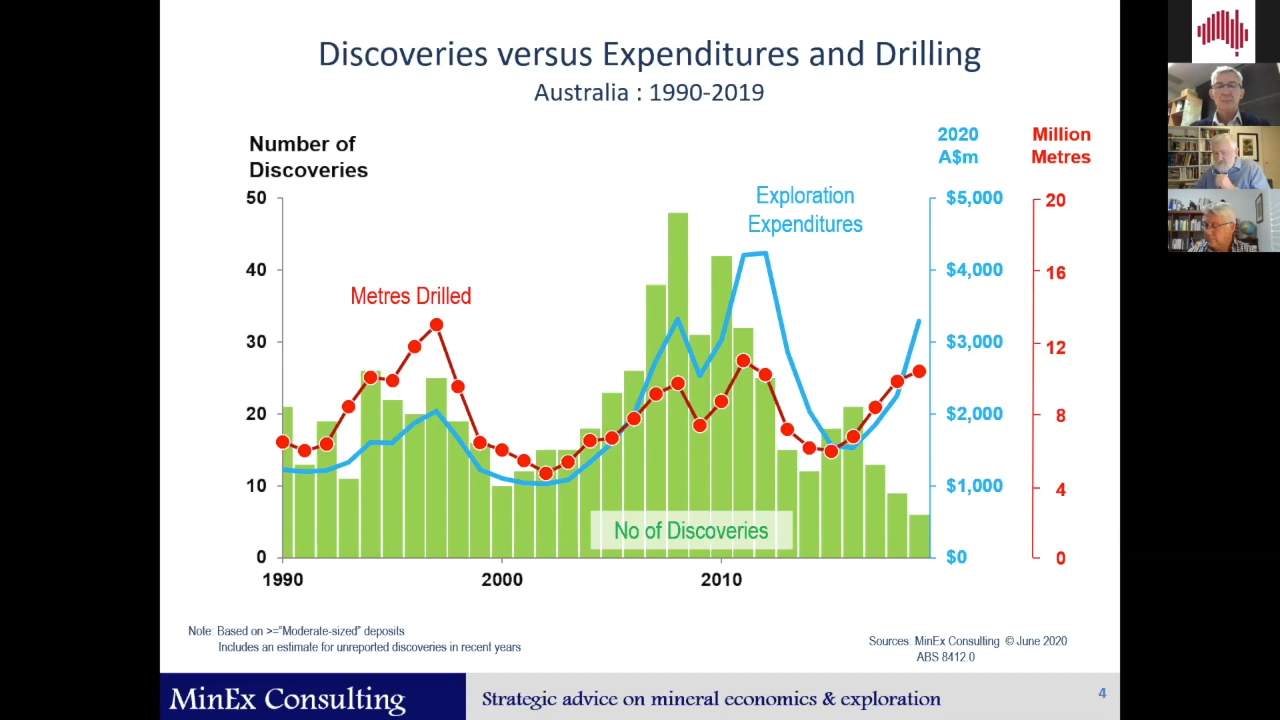 Discoveries versus Expenditures and Drilling
Australia : 1990-2019
Number of
Discoveries
2020
A$m
Million
Metres
Exploration
Expenditures
Metres Drilled
No of Discoveries
50
40
30
20
10
0
$5,000
$4,000
$3,000
$2,000
$1,000
$0
20
16
12
8
4
0
1990
2000
2010
Note: Based on >="Moderate-sized" deposits
Includes an estimate for unreported discoveries in recent years
Sources: MinEx Consulting © June 2020
ABS 8412.0
MinEx Consulting
Strategic advice on mineral economics & exploration
4